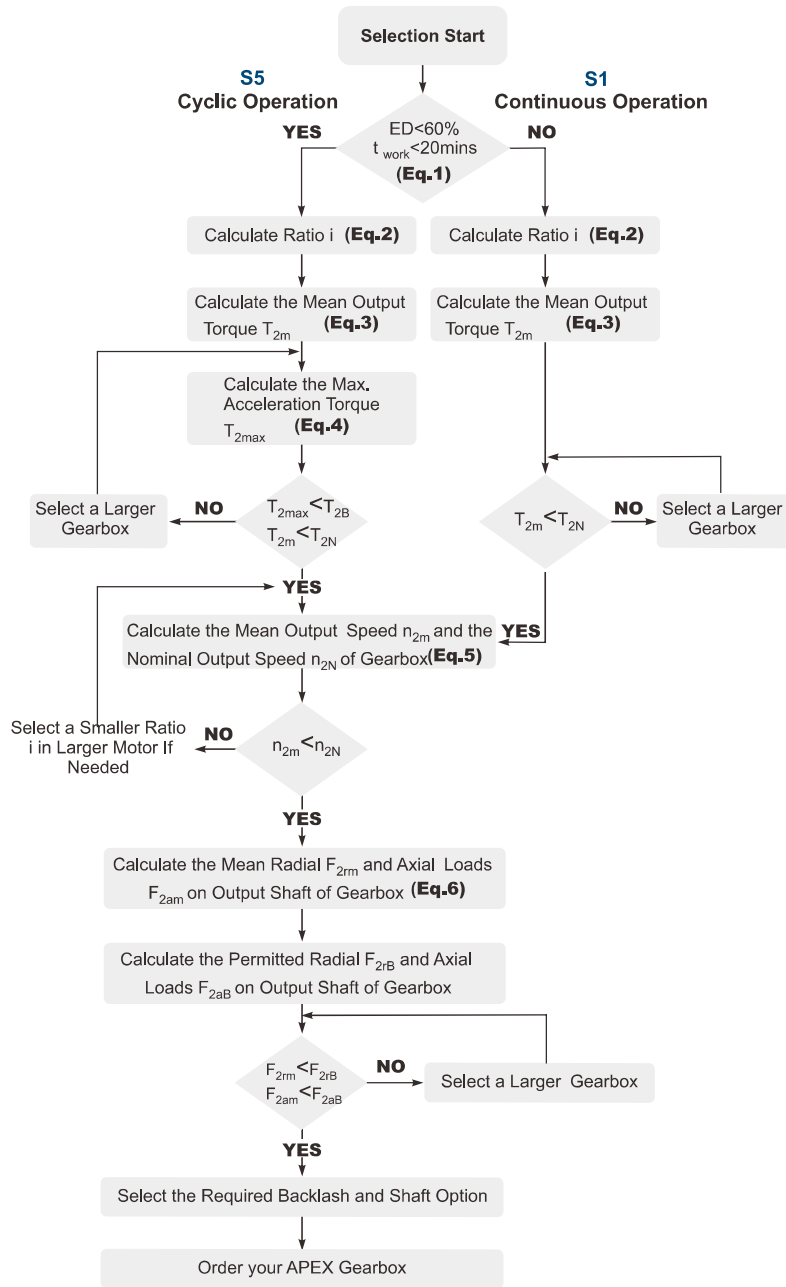 Selection Start
S5
Cyclic Operation
S1
Continuous Operation
YES
ED<60%
t work<20mins
(Eq.1)
NO
Calculate Ratio i (Eq.2)
Calculate Ratio i (Eq.2)
Calculate the Mean Output
Torque T2m (Eq.3)
Calculate the Mean Output
Torque T2m (Eq.3)
Calculate the Max.
Acceleration Torque
T2max (Eq.4)
Select a Larger
Gearbox
NO
T2max<T2B
T2m<T2N
T2m<T2N
NO
Select a Larger
Gearbox
YES
YES
Calculate the Mean Output Speed n2m and the
Nominal Output Speed n2N of Gearbox(Eq.5)
Select a Smaller Ratio
i in Larger Motor If
Needed
NO
n2m<n2N
YES
Calculate the Mean Radial F2rm and Axial Loads
F2am on Output Shaft of Gearbox (Eq.6)
Calculate the Permitted Radial F2rB and Axial
Loads F2aB on Output Shaft of Gearbox
F2rm<F2rB
F2am<F2aB
NO
Select a Larger Gearbox
YES
Select the Required Backlash and Shaft Option
Order your APEX Gearbox